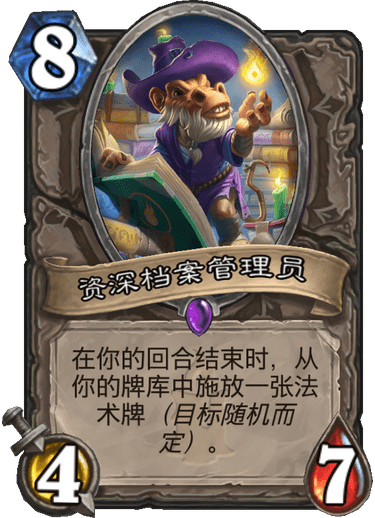 8
资深档案管理员
在你的回合结束时，从
你的牌库中施放一张法
术牌（目标随机而
定）。
4
7